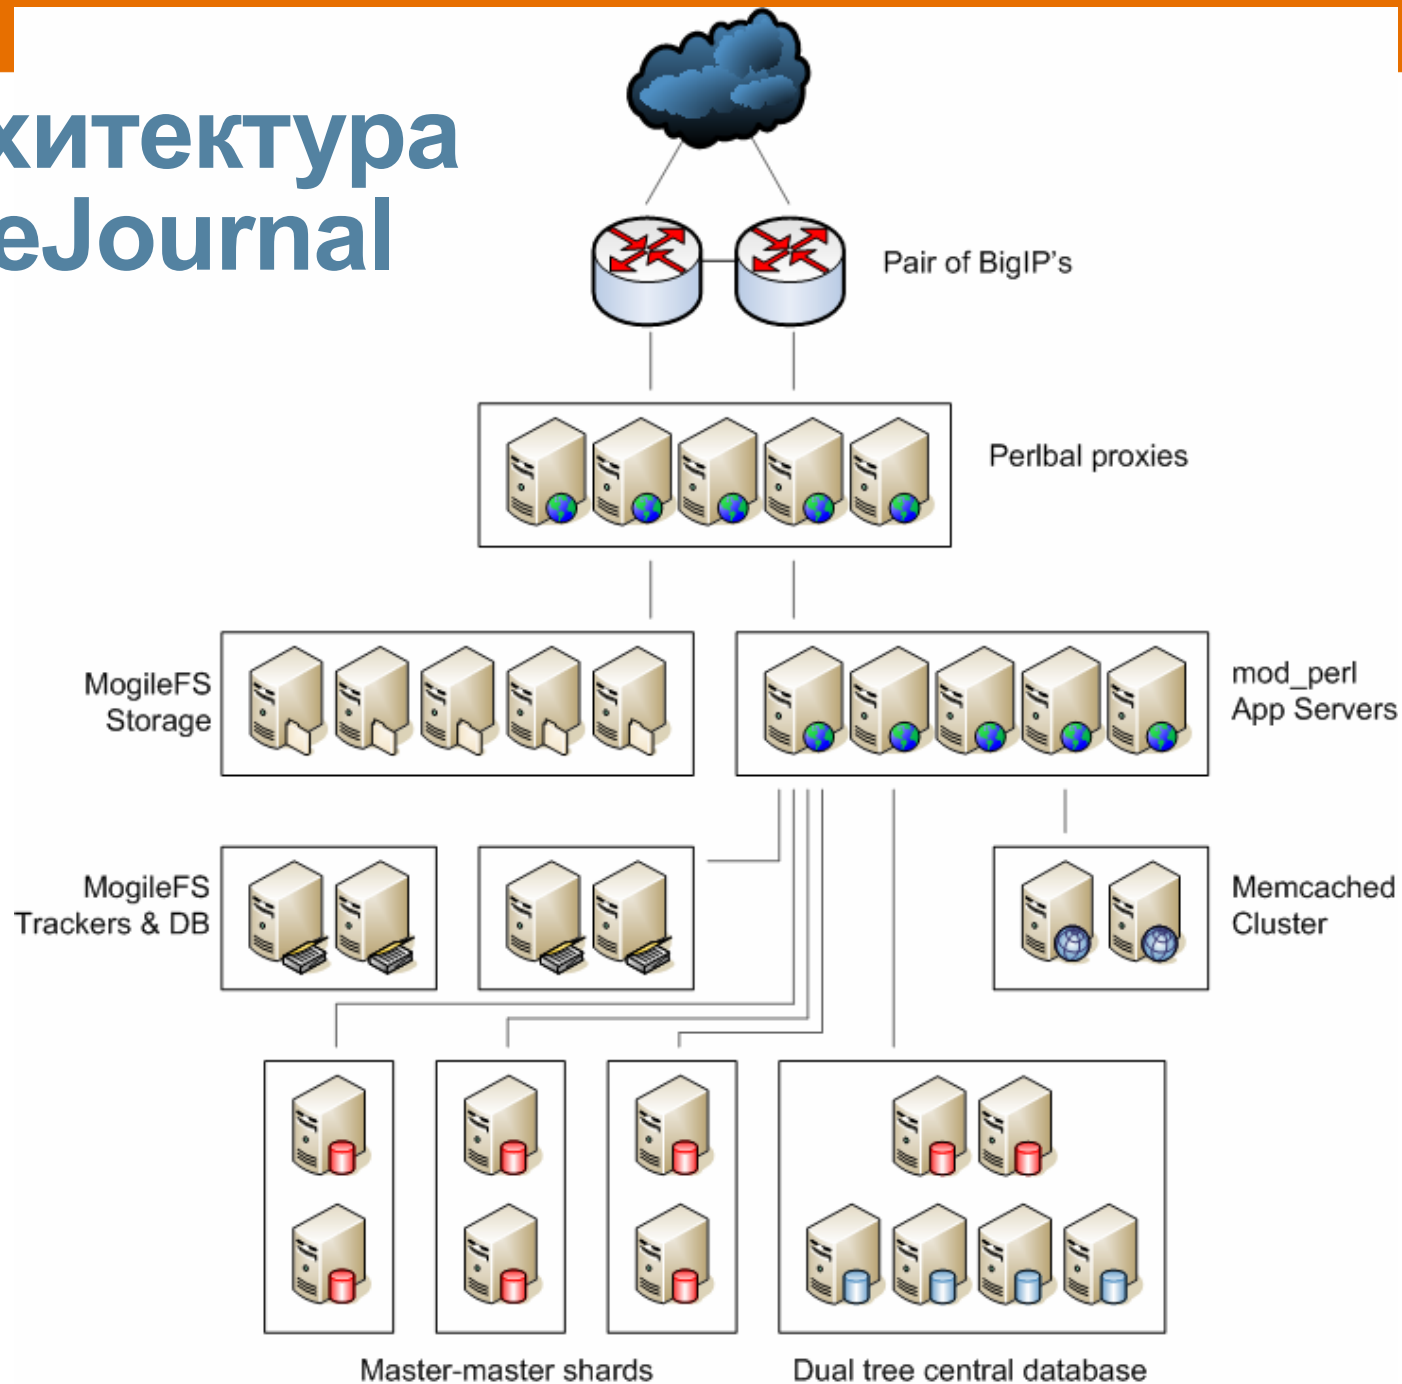 хитектура
eJournal
Pair of BigIP's
Perlbal proxies
MogileFS
Storage
mod_perl
App Servers
MogileFS
Trackers & DB
Memcached
Cluster
Master-master shards
Dual tree central database